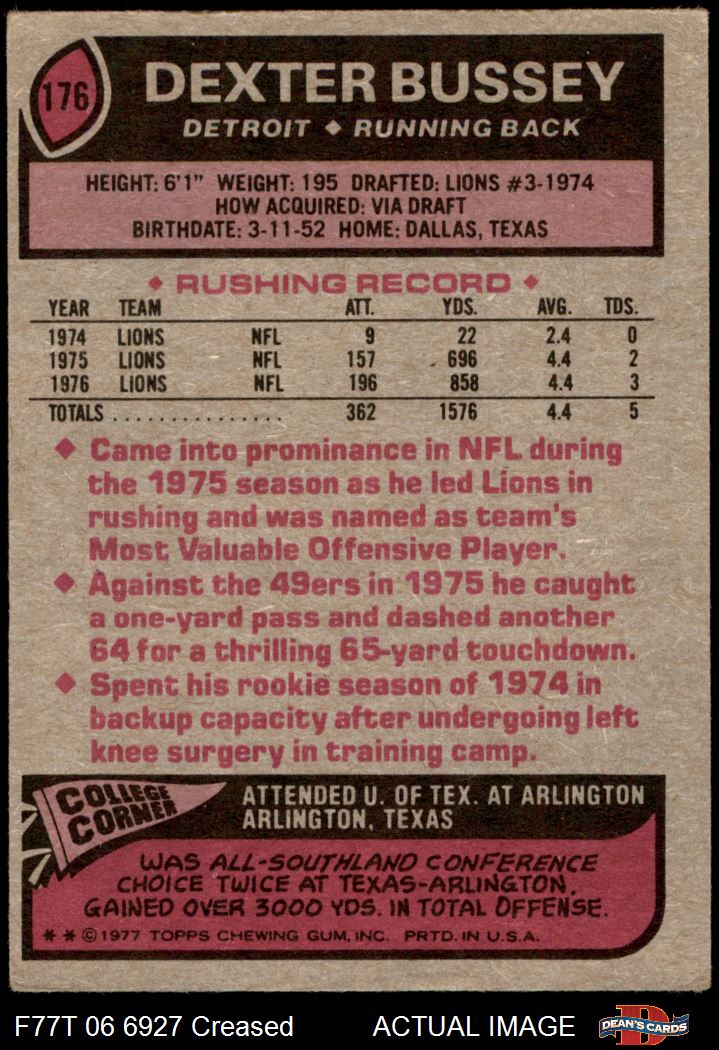 176
DEXTER BUSSEY
DETROIT ◆ RUNNING BACK
HEIGHT: 6'1" WEIGHT: 195 DRAFTED: LIONS #3-1974
HOW ACQUIRED: VIA DRAFT
BIRTHDATE: 3-11-52 HOME: DALLAS, TEXAS
◆ RUSHING RECORD ◆
YEAR TEAM ATT. YDS. AVG. TDS.
1974 LIONS NFL 9 22 2.4 0
1975 LIONS NFL 157 696 4.4 2
1976 LIONS NFL 196 858 4.4 3
TOTALS . . . . . . . . . . . . . . . 362 1576 4.4 5
◆ Came into prominance in NFL during
the 1975 season as he led Lions in
rushing and was named as team's
Most Valuable Offensive Player.
◆ Against the 49ers in 1975 he caught
a one-yard pass and dashed another
64 for a thrilling 65-yard touchdown.
◆ Spent his rookie season of 1974 in
backup capacity after undergoing left
knee surgery in training camp.
COLLEGE
CORNER
ATTENDED U. OF TEX. AT ARLINGTON
ARLINGTON, TEXAS
WAS ALL-SOUTHLAND CONFERENCE
CHOICE TWICE AT TEXAS-ARLINGTON,
GAINED OVER 3000 YDS. IN TOTAL OFFENSE.
* * © 1977 TOPPS CHEWING GUM, INC. PRTD. IN U.S.A.
F77T 06 6927 Creased ACTUAL IMAGE
D
DEAN'S CARDS